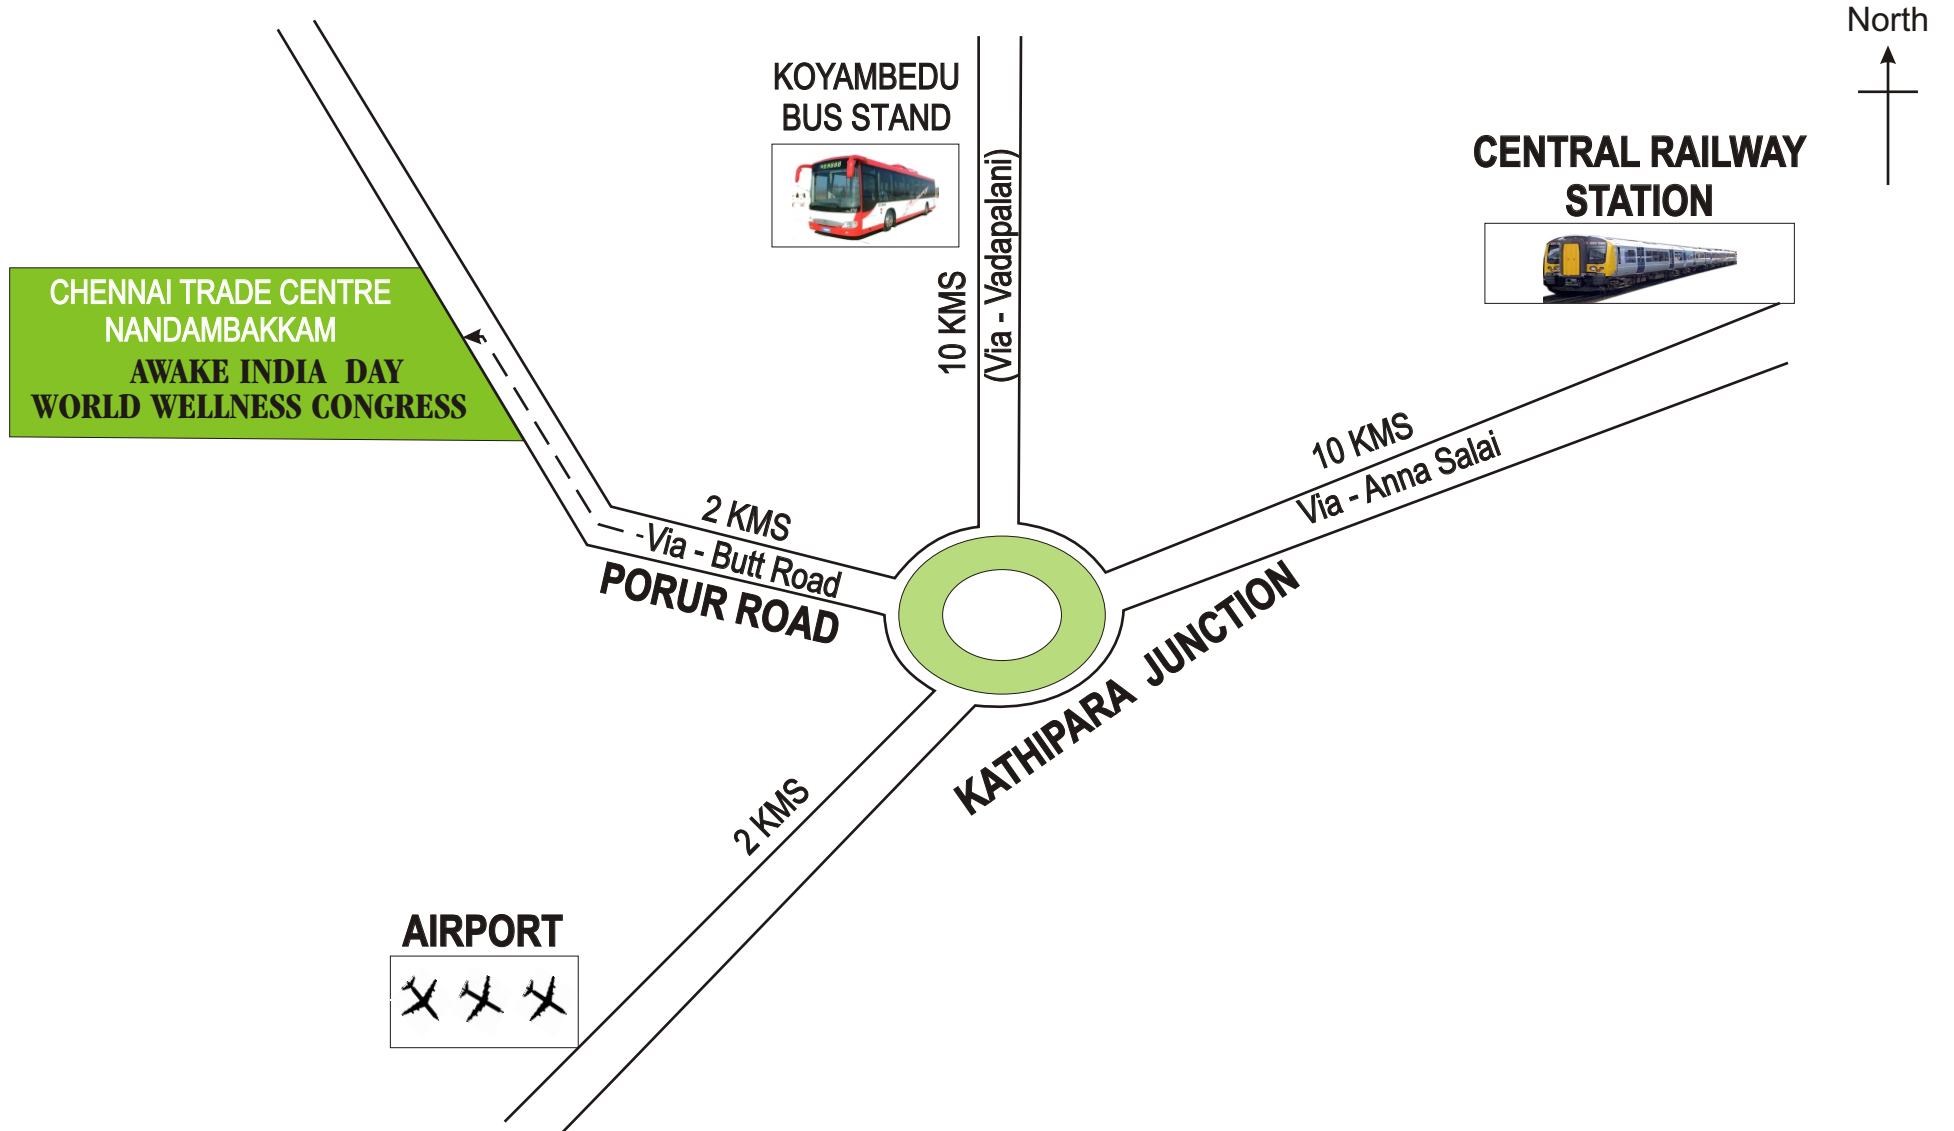 North
KOYAMBEDU
BUS STAND
CENTRAL RAILWAY
STATION
10 KMS
(Via - Vadapalani)
CHENNAI TRADE CENTRE
NANDAMBAKKAM
AWAKE INDIA DAY
WORLD WELLNESS CONGRESS
10 KMS
Via - Anna Salai
2 KMS
Via - Butt Road
PORUR ROAD
KATHIPARA JUNCTION
2 KMS
AIRPORT